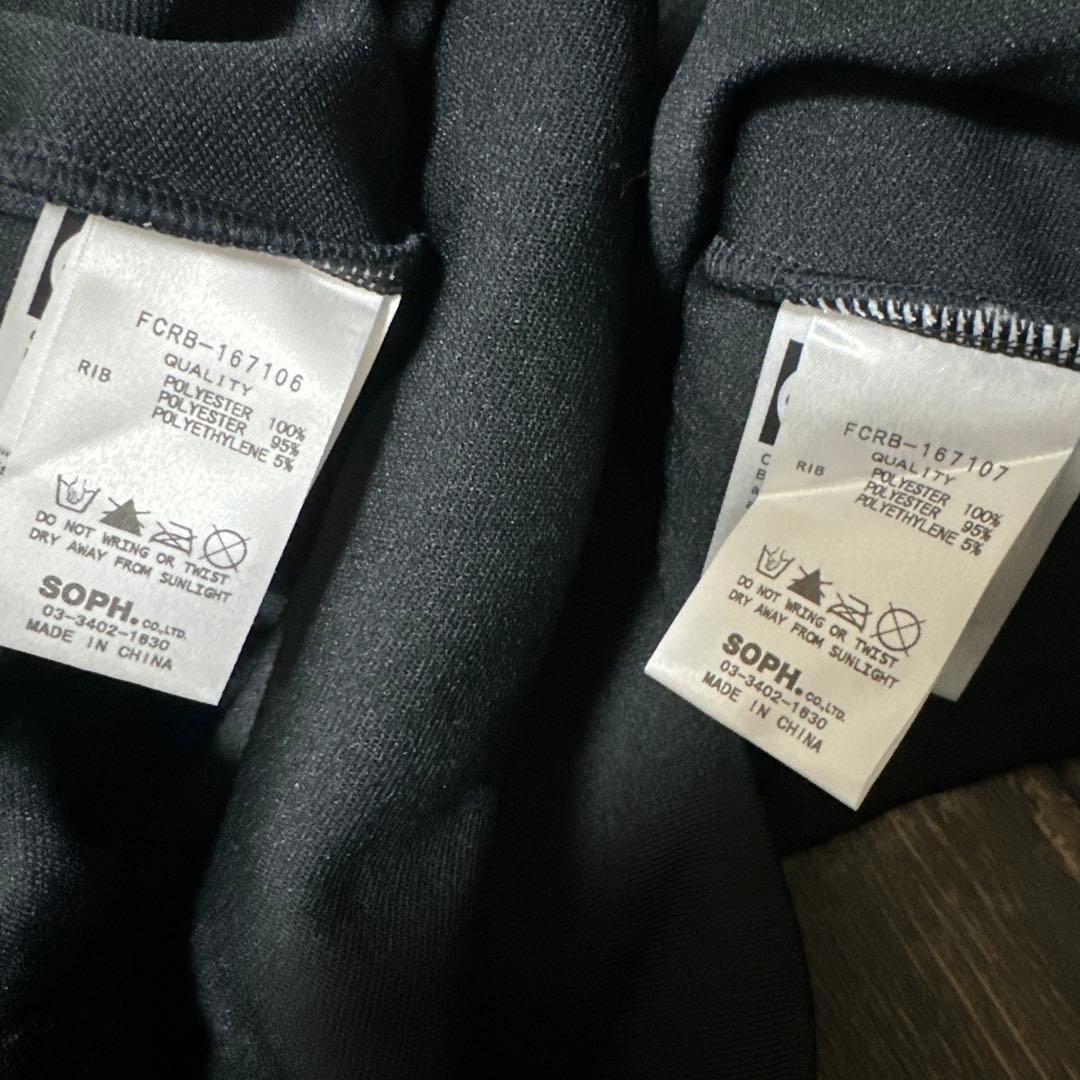 FCRB-167106
QUALITY
POLYESTER 100%
RIB POLYESTER 95%
POLYETHYLENE 5%
DO NOT WRING OR TWIST
DRY AWAY FROM SUNLIGHT
SOPH. CO.,LTD.
03-3402-1630
MADE IN CHINA
FCRB-167107
QUALITY
POLYESTER 100%
RIB POLYESTER 95%
POLYETHYLENE 5%
DO NOT WRING OR TWIST
DRY AWAY FROM SUNLIGHT
SOPH. CO.,LTD.
03-3402-1630
MADE IN CHINA